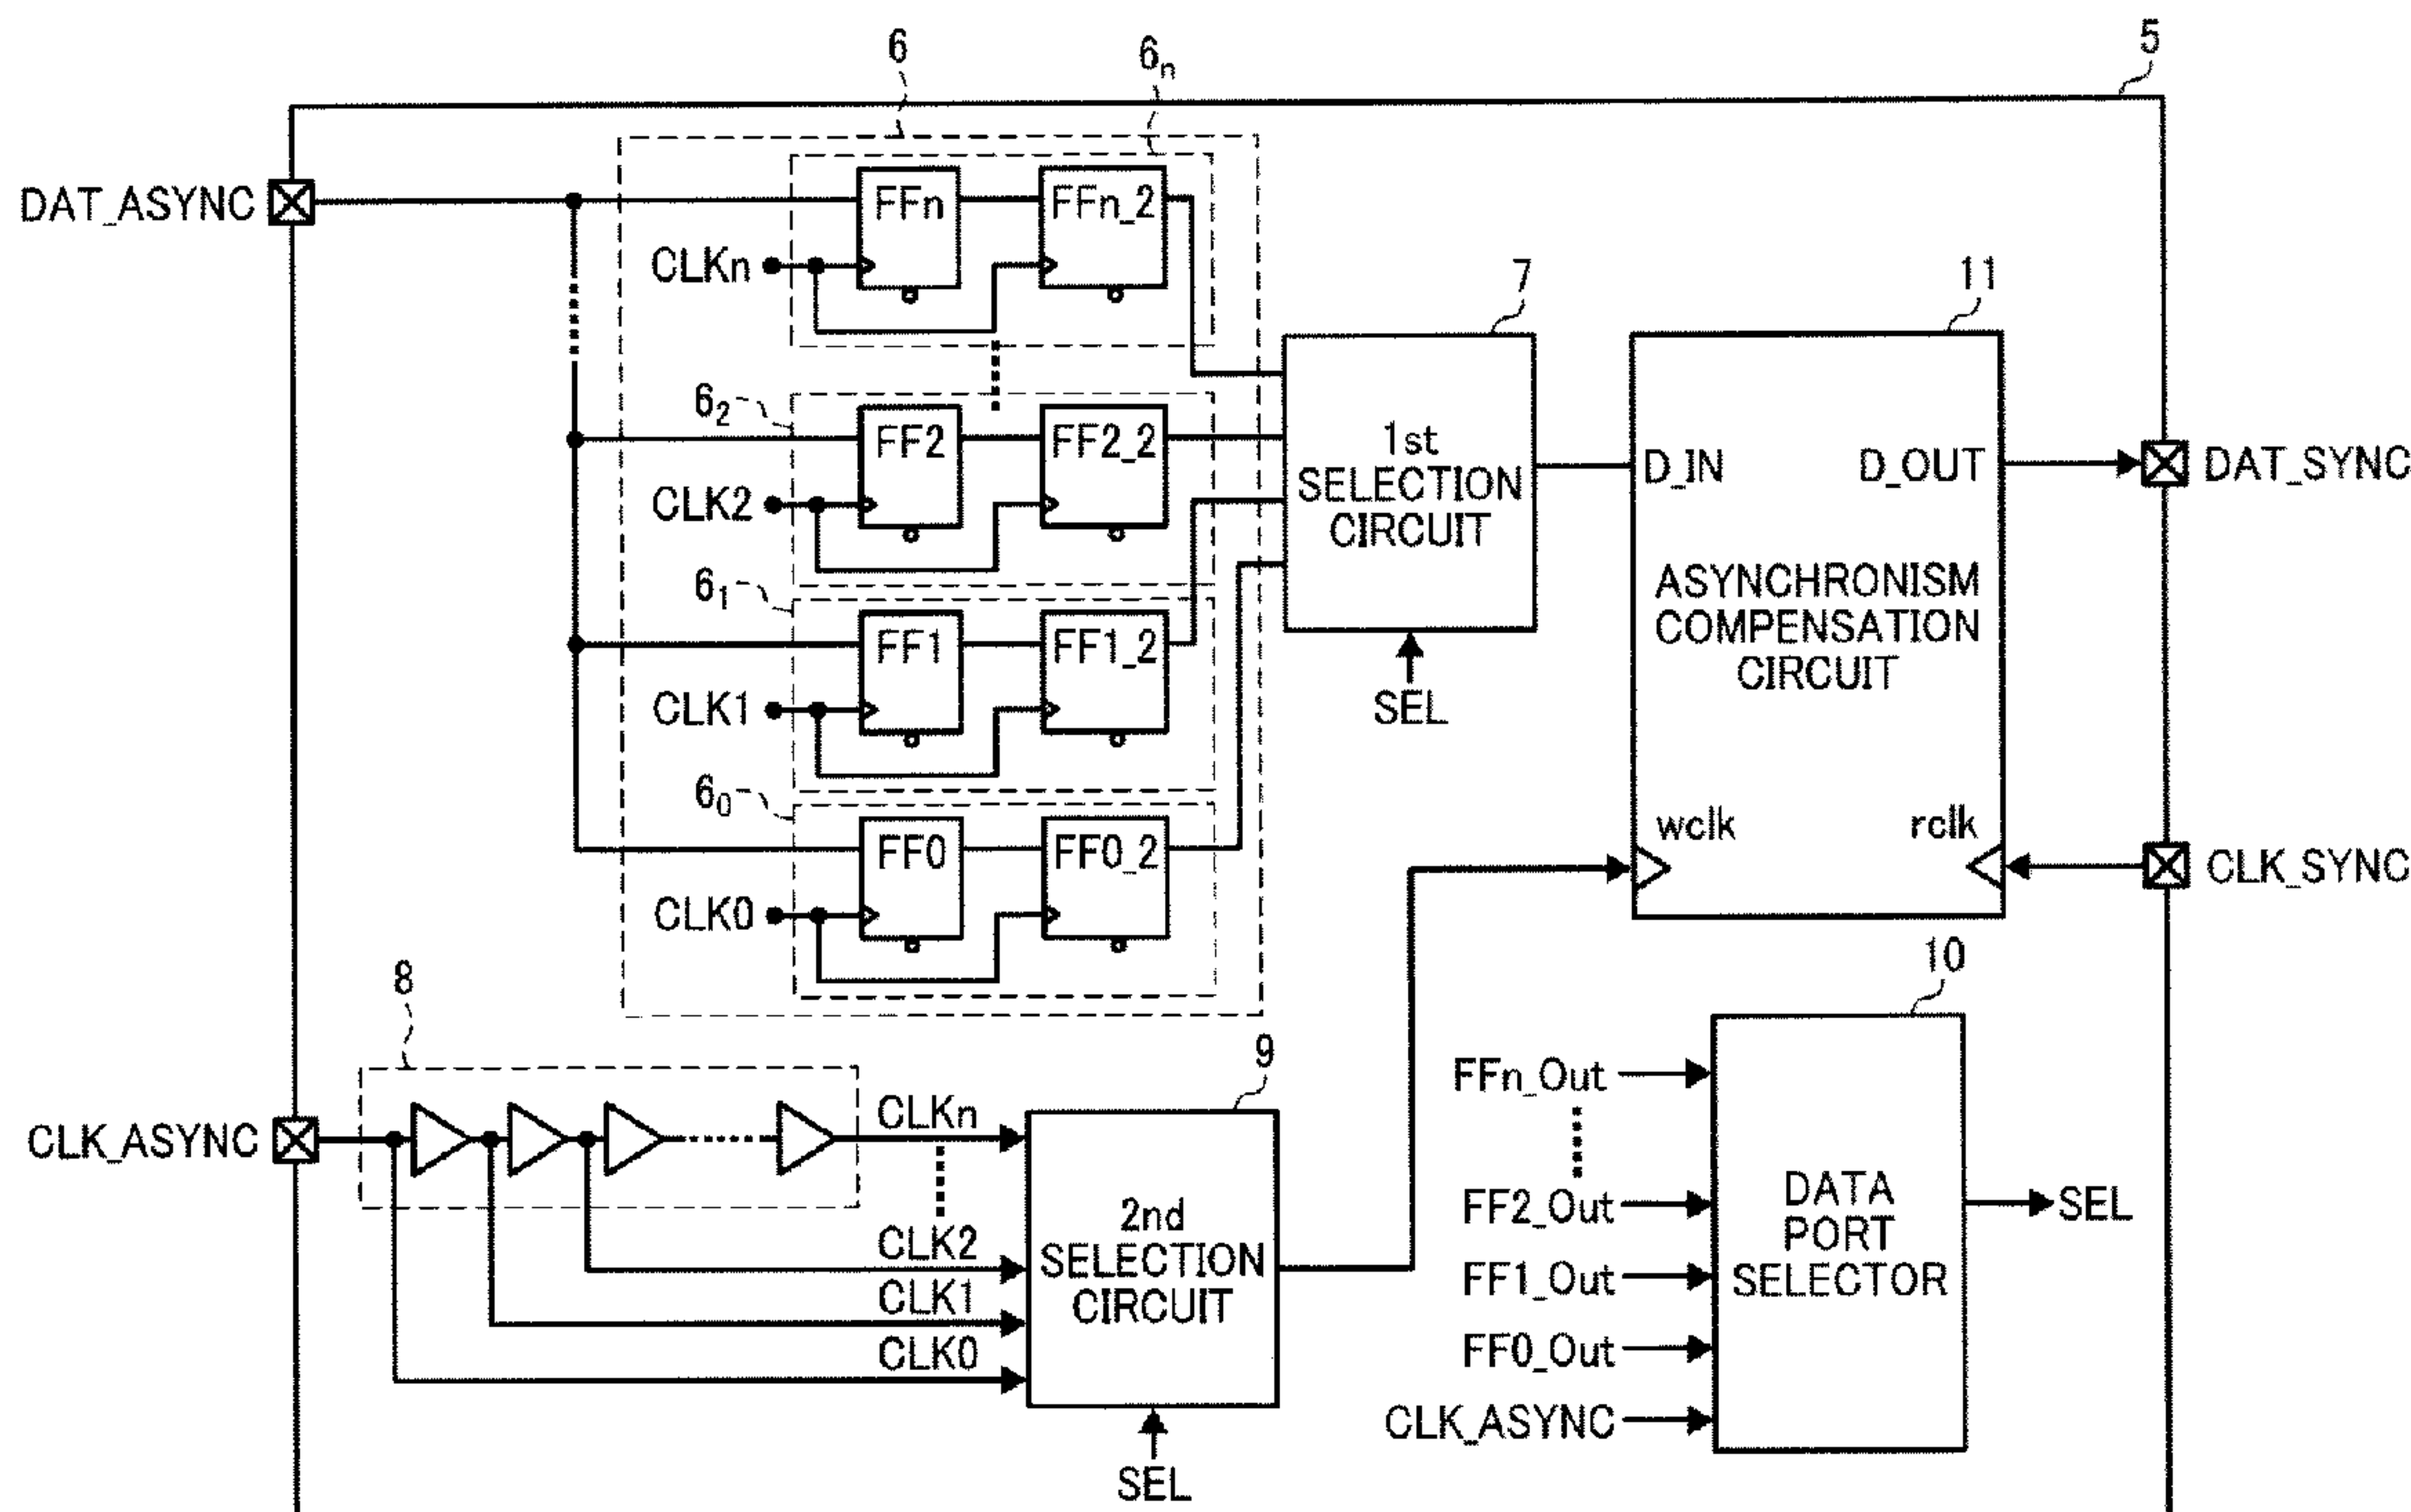 5
6
6n
DAT_ASYNC
FFn
FFn_2
CLKn
7
11
62
FF2
FF2_2
CLK2
1st
SELECTION
CIRCUIT
SEL
D_IN
D_OUT
DAT_SYNC
ASYNCHRONISM
COMPENSATION
CIRCUIT
61
FF1
FF1_2
CLK1
60
FF0
FF0_2
CLK0
wclk
rclk
CLK_SYNC
8
9
10
CLK_ASYNC
CLKn
CLK2
CLK1
CLK0
2nd
SELECTION
CIRCUIT
SEL
FFn_Out
FF2_Out
FF1_Out
FF0_Out
CLK_ASYNC
DATA
PORT
SELECTOR
SEL